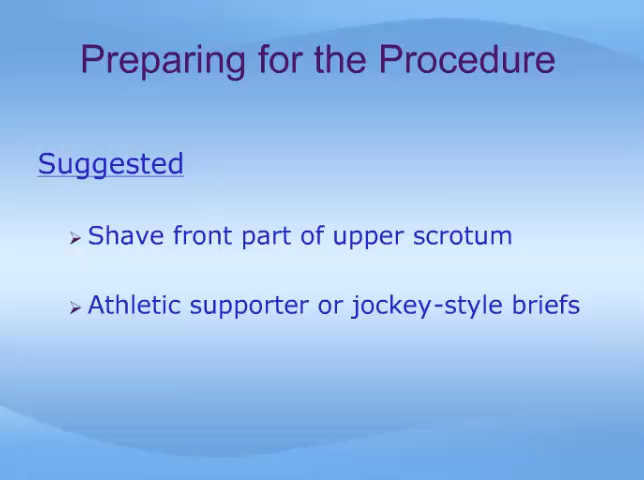 Preparing for the Procedure
Suggested
➢ Shave front part of upper scrotum
➢ Athletic supporter or jockey-style briefs